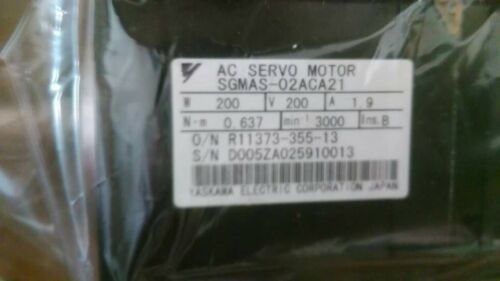 AC SERVO MOTOR
SGMAS-02ACA21
W 200 V 200 A 1.9
N-m 0.637 min-1 3000 Ins.B
O/N R11373-355-13
S/N D005ZA025910013
YASKAWA ELECTRIC CORPORATION JAPAN